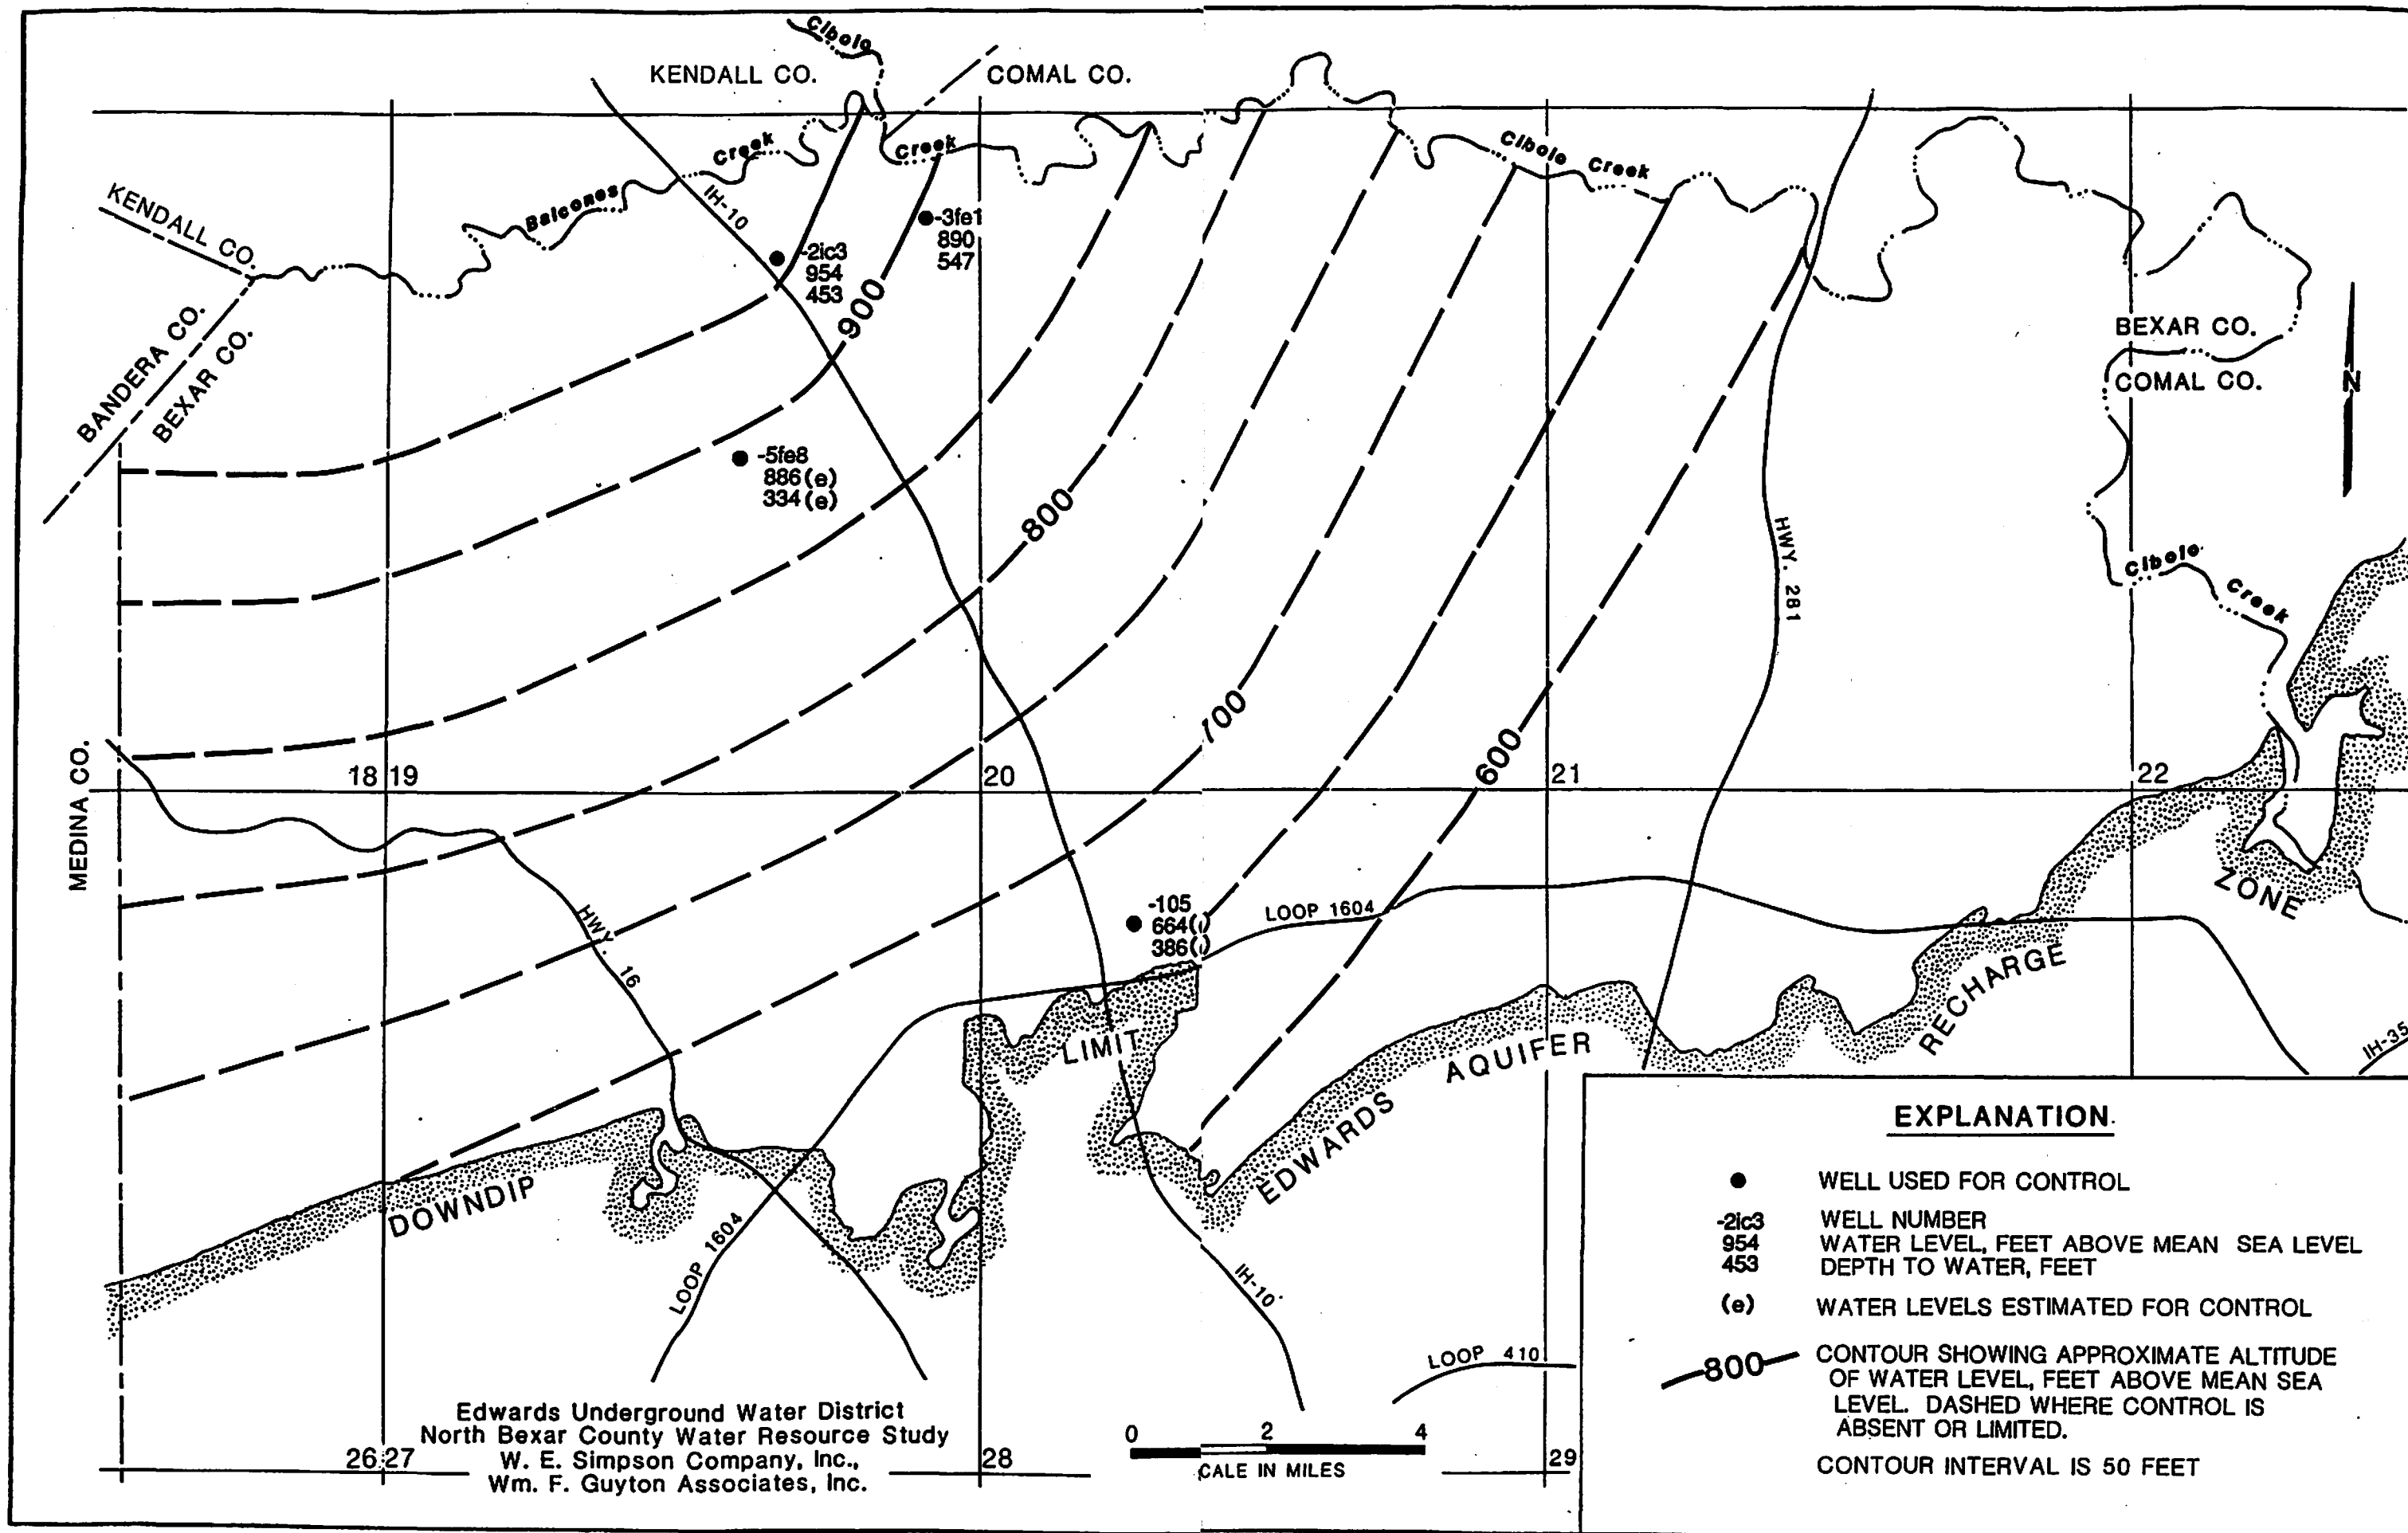 Cibolo
KENDALL CO.
COMAL CO.
Creek
Creek
Cibolo Creek
KENDALL CO.
Balcones
IH-10
-3fe1
890
547
-2ic3
954
453
900
BANDERA CO.
BEXAR CO.
BEXAR CO.
COMAL CO.
N
-5fe8
886(e)
334(e)
800
HWY. 281
Cibolo
Creek
700
600
MEDINA CO.
18
19
20
21
22
HWY. 16
-105
664(
386(
LOOP 1604
ZONE
RECHARGE
LIMIT
AQUIFER
EDWARDS
DOWNDIP
IH-35
LOOP 1604
IH-10
LOOP 410
EXPLANATION
WELL USED FOR CONTROL
-2ic3 WELL NUMBER
954 WATER LEVEL, FEET ABOVE MEAN SEA LEVEL
453 DEPTH TO WATER, FEET
(e) WATER LEVELS ESTIMATED FOR CONTROL
800 CONTOUR SHOWING APPROXIMATE ALTITUDE
OF WATER LEVEL, FEET ABOVE MEAN SEA
LEVEL. DASHED WHERE CONTROL IS
ABSENT OR LIMITED.
CONTOUR INTERVAL IS 50 FEET
Edwards Underground Water District
North Bexar County Water Resource Study
W. E. Simpson Company, Inc.,
Wm. F. Guyton Associates, Inc.
26
27
28
29
0 2 4
CALE IN MILES